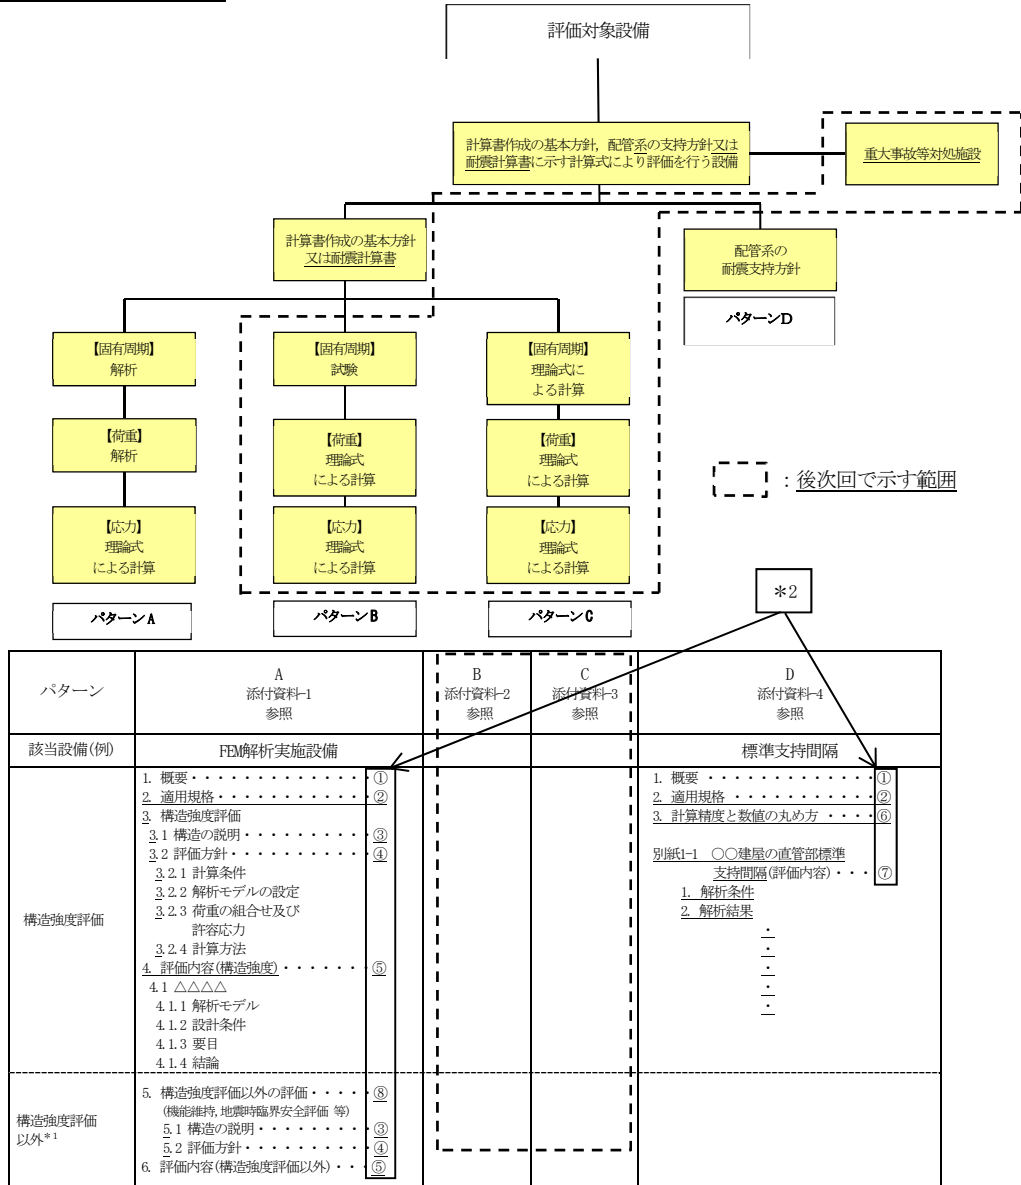 評価対象設備
計算書作成の基本方針，配管系の支持方針又は
耐震計算書に示す計算式により評価を行う設備
重大事故等対処施設
計算書作成の基本方針
又は耐震計算書
配管系の
耐震支持方針
パターンD
【固有周期】
解析
【固有周期】
試験
【固有周期】
理論式に
よる計算
【荷重】
解析
【荷重】
理論式
による計算
【荷重】
理論式
による計算
：後次回で示す範囲
【応力】
理論式
による計算
【応力】
理論式
による計算
【応力】
理論式
による計算
パターンA
パターンB
パターンC
＊2
パターン
A
添付資料-1
参照
B
添付資料-2
参照
C
添付資料-3
参照
D
添付資料-4
参照
該当設備(例)
FEM解析実施設備
標準支持間隔
構造強度評価
1. 概要・・・・・・・・・・・・・①
2. 適用規格・・・・・・・・・・・②
3. 構造強度評価
3.1 構造の説明・・・・・・・・・③
3.2 評価方針・・・・・・・・・・④
3.2.1 計算条件
3.2.2 解析モデルの設定
3.2.3 荷重の組合せ及び
許容応力
3.2.4 計算方法
4. 評価内容(構造強度)・・・・・・⑤
4.1 △△△△
4.1.1 解析モデル
4.1.2 設計条件
4.1.3 要目
4.1.4 結論
1. 概要 ・・・・・・・・・・・・①
2. 適用規格 ・・・・・・・・・・②
3. 計算精度と数値の丸め方 ・・・・⑥
別紙1-1 ○○建屋の直管部標準
支持間隔(評価内容)・・・⑦
1. 解析条件
2. 解析結果
・
・
・
・
・
構造強度評価
以外＊1
5. 構造強度評価以外の評価・・・・・⑧
(機能維持,地震時臨界安全評価 等)
5.1 構造の説明・・・・・・・・③
5.2 評価方針・・・・・・・・・④
6. 評価内容(構造強度評価以外)・・・⑤